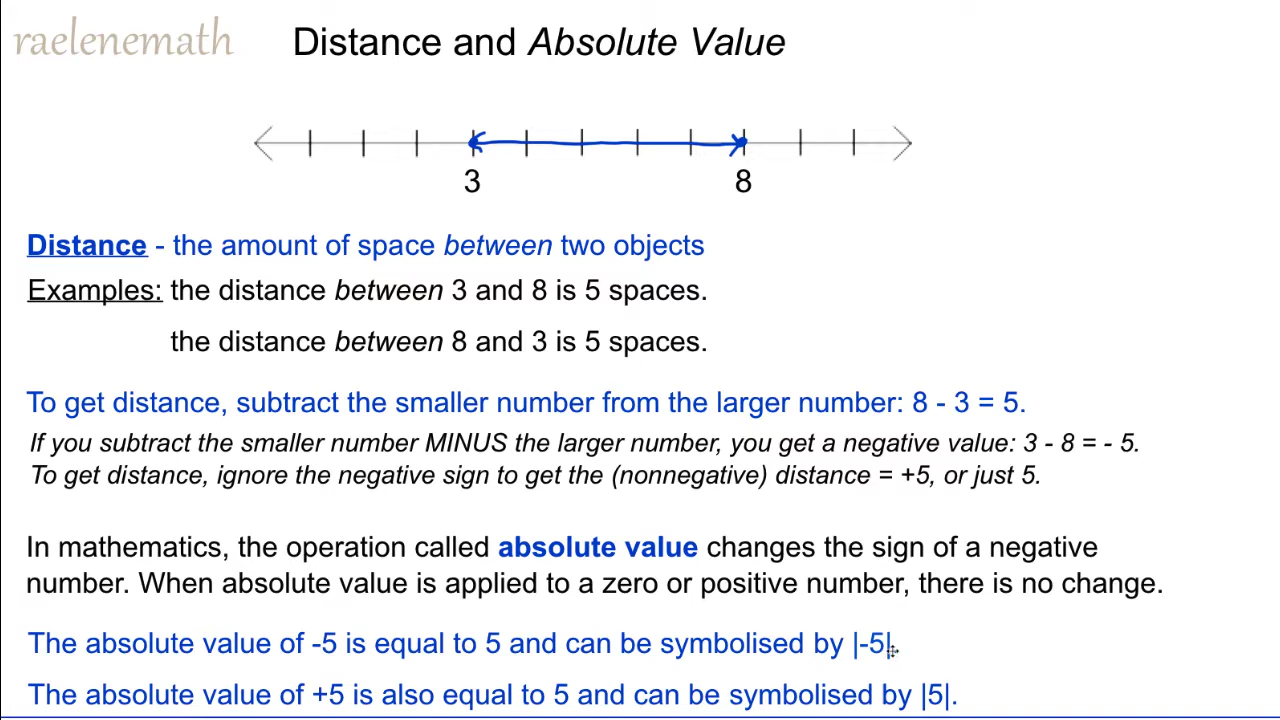 raelenemath
Distance and Absolute Value
3 8
Distance - the amount of space between two objects
Examples: the distance between 3 and 8 is 5 spaces.
the distance between 8 and 3 is 5 spaces.
To get distance, subtract the smaller number from the larger number: 8 - 3 = 5.
If you subtract the smaller number MINUS the larger number, you get a negative value: 3 - 8 = - 5.
To get distance, ignore the negative sign to get the (nonnegative) distance = +5, or just 5.
In mathematics, the operation called absolute value changes the sign of a negative
number. When absolute value is applied to a zero or positive number, there is no change.
The absolute value of -5 is equal to 5 and can be symbolised by |-5|.
The absolute value of +5 is also equal to 5 and can be symbolised by |5|.